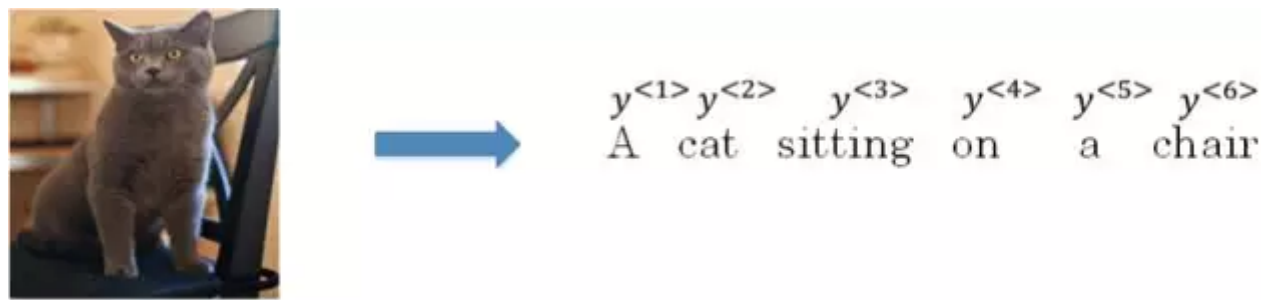 y<1> y<2> y<3> y<4> y<5> y<6>
A cat sitting on a chair